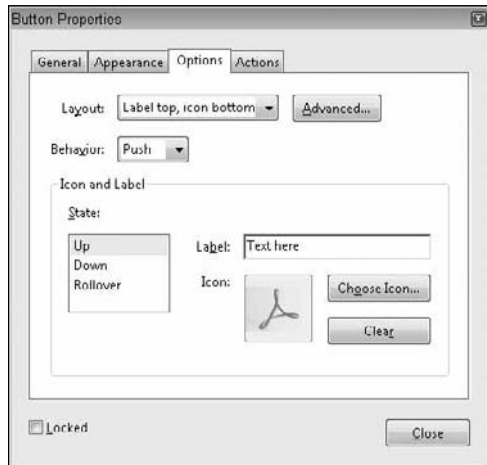 Button Properties
General Appearance Options Actions
Layout: Label top, icon bottom Advanced...
Behavior: Push
Icon and Label
State:
Up
Down
Rollover
Label: Text here
Icon:
Choose Icon...
Clear
Locked
Close